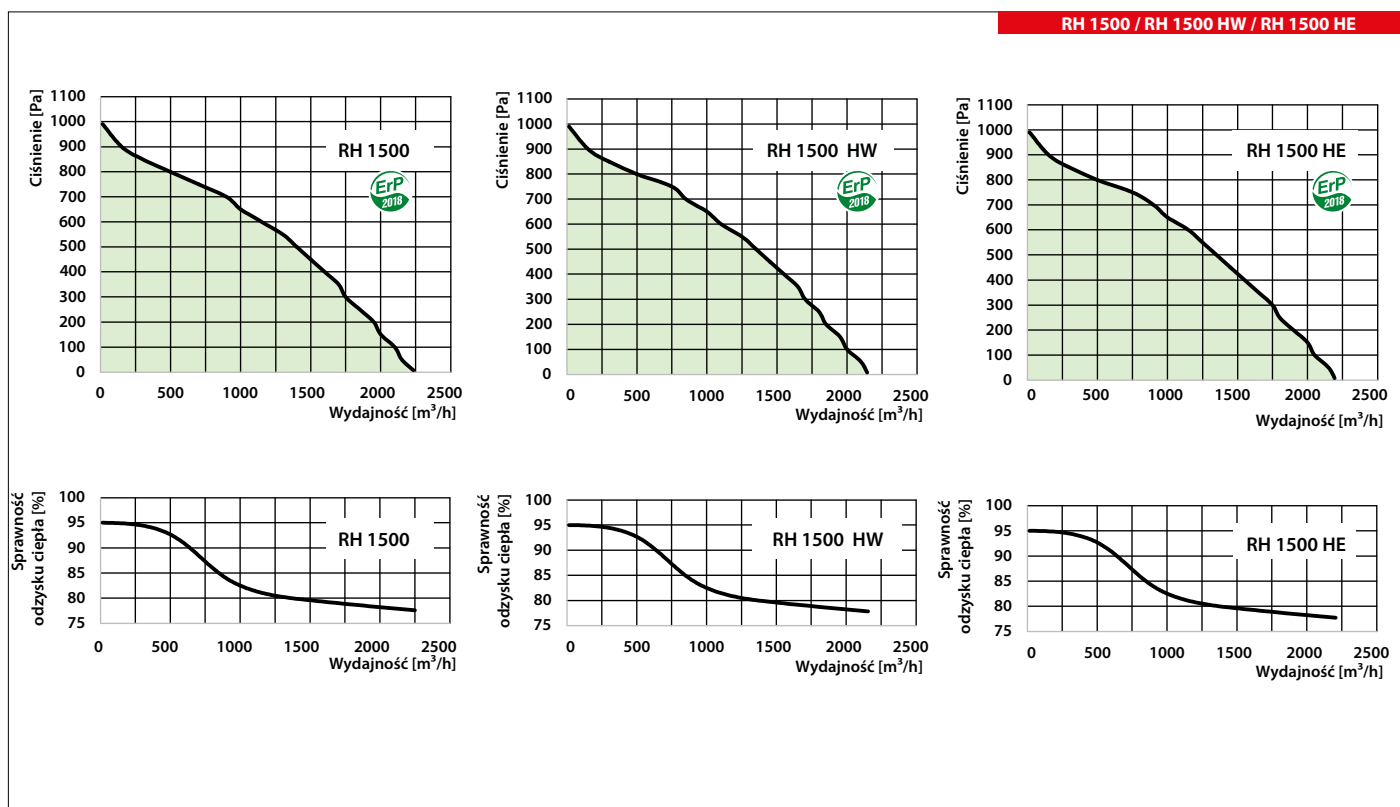 RH 1500 / RH 1500 HW / RH 1500 HE
Ciśnienie [Pa]
1100
1000
900
800
700
600
500
400
300
200
100
0
RH 1500
ErP
2018
0 500 1000 1500 2000 2500
Wydajność [m³/h]
Ciśnienie [Pa]
1100
1000
900
800
700
600
500
400
300
200
100
0
RH 1500 HW
ErP
2018
0 500 1000 1500 2000 2500
Wydajność [m³/h]
Ciśnienie [Pa]
1100
1000
900
800
700
600
500
400
300
200
100
0
RH 1500 HE
ErP
2018
0 500 1000 1500 2000 2500
Wydajność [m³/h]
Sprawność
odzysku ciepła [%]
100
95
90
85
80
75
RH 1500
0 500 1000 1500 2000 2500
Wydajność [m³/h]
Sprawność
odzysku ciepła [%]
100
95
90
85
80
75
RH 1500 HW
0 500 1000 1500 2000 2500
Wydajność [m³/h]
Sprawność
odzysku ciepła [%]
100
95
90
85
80
75
RH 1500 HE
0 500 1000 1500 2000 2500
Wydajność [m³/h]